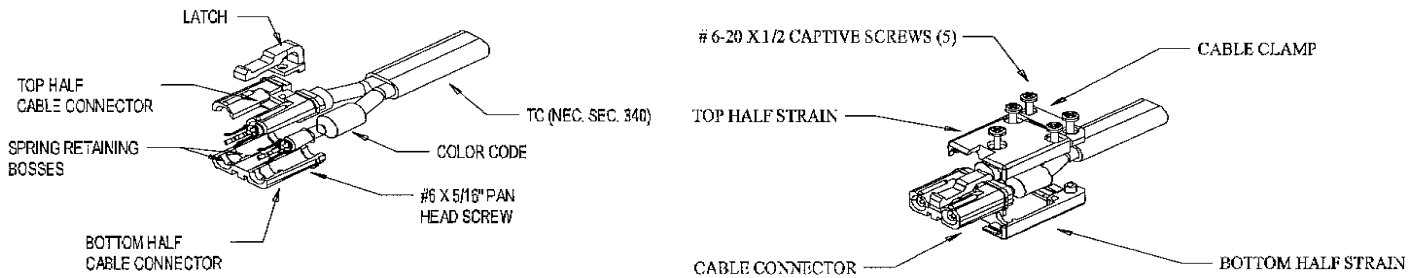 LATCH
TOP HALF
CABLE CONNECTOR
SPRING RETAINING
BOSSES
BOTTOM HALF
CABLE CONNECTOR
TC (NEC. SEC. 340)
COLOR CODE
#6 X 5/16" PAN
HEAD SCREW
# 6-20 X 1/2 CAPTIVE SCREWS (5)
CABLE CLAMP
TOP HALF STRAIN
CABLE CONNECTOR
BOTTOM HALF STRAIN